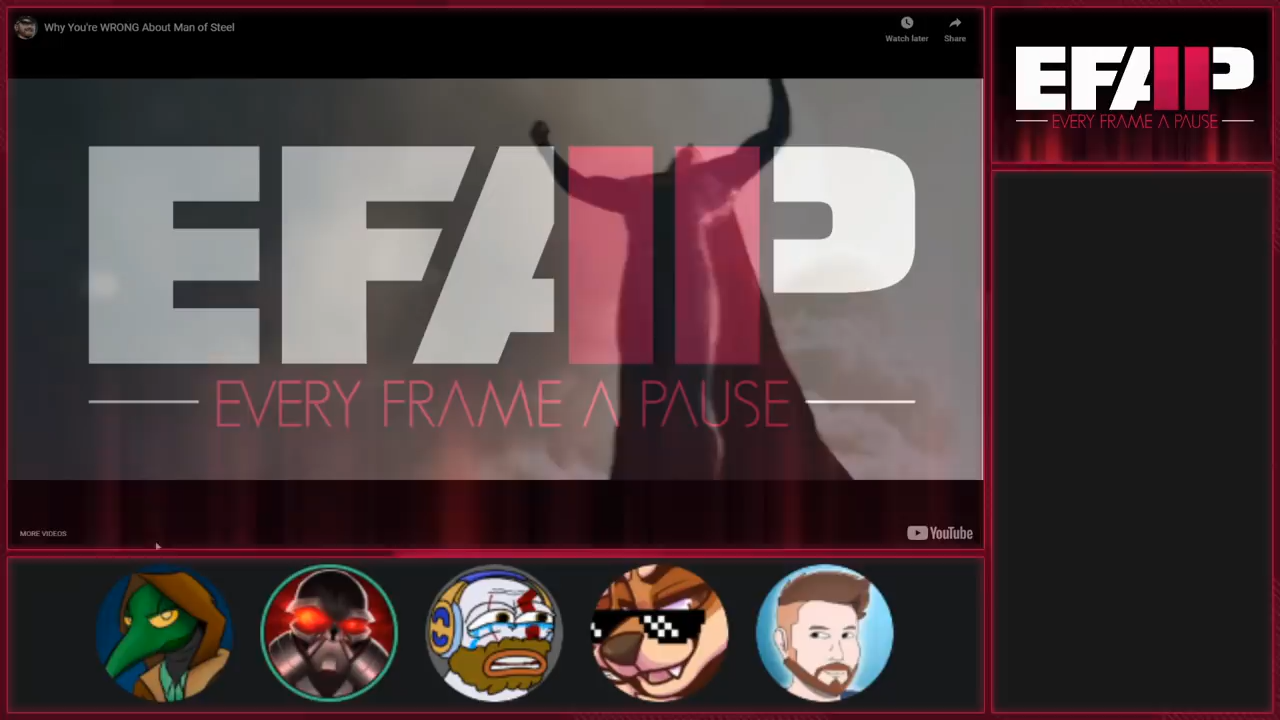 Why You're WRONG About Man of Steel
Watch later
Share
EFAP
EVERY FRAME A PAUSE
EFAP
EVERY FRAME A PAUSE
MORE VIDEOS
YouTube